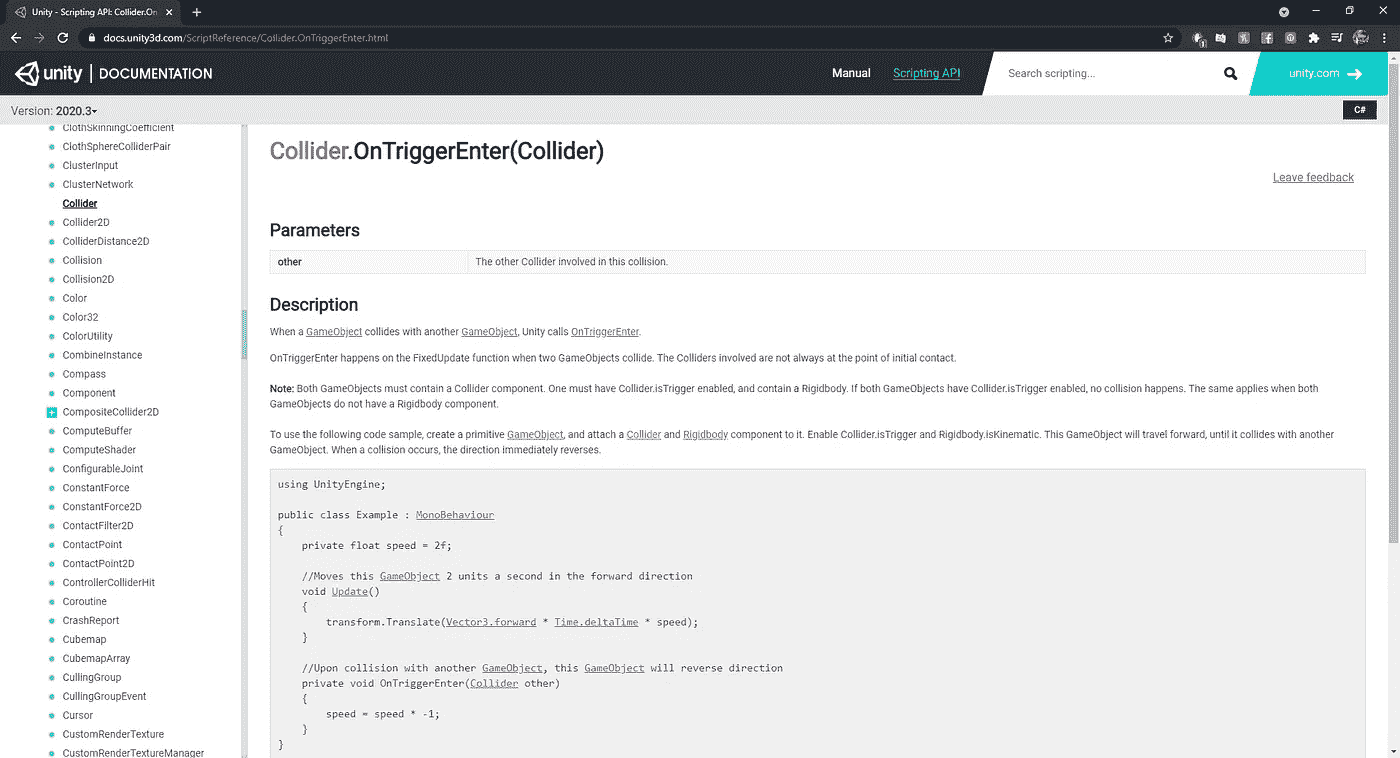 Unity - Scripting API: Collider.On
docs.unity3d.com/ScriptReference/Collider.OnTriggerEnter.html
unity | DOCUMENTATION
Manual
Scripting API
Search scripting...
unity.com
Version: 2020.3
C#
ClothSkinningCoefficient
ClothSphereColliderPair
ClusterInput
ClusterNetwork
Collider
Collider2D
ColliderDistance2D
Collision
Collision2D
Color
Color32
ColorUtility
CombineInstance
Compass
Component
CompositeCollider2D
ComputeBuffer
ComputeShader
ConfigurableJoint
ConstantForce
ConstantForce2D
ContactFilter2D
ContactPoint
ContactPoint2D
ControllerColliderHit
Coroutine
CrashReport
Cubemap
CubemapArray
CullingGroup
CullingGroupEvent
Cursor
CustomRenderTexture
CustomRenderTextureManager
Collider.OnTriggerEnter(Collider)
Leave feedback
Parameters
other The other Collider involved in this collision.
Description
When a GameObject collides with another GameObject, Unity calls OnTriggerEnter.
OnTriggerEnter happens on the FixedUpdate function when two GameObjects collide. The Colliders involved are not always at the point of initial contact.
Note: Both GameObjects must contain a Collider component. One must have Collider.isTrigger enabled, and contain a Rigidbody. If both GameObjects have Collider.isTrigger enabled, no collision happens. The same applies when both
GameObjects do not have a Rigidbody component.
To use the following code sample, create a primitive GameObject, and attach a Collider and Rigidbody component to it. Enable Collider.isTrigger and Rigidbody.isKinematic. This GameObject will travel forward, until it collides with another
GameObject. When a collision occurs, the direction immediately reverses.
using UnityEngine;
public class Example : MonoBehaviour
{
    private float speed = 2f;
    //Moves this GameObject 2 units a second in the forward direction
    void Update()
    {
        transform.Translate(Vector3.forward * Time.deltaTime * speed);
    }
    //Upon collision with another GameObject, this GameObject will reverse direction
    private void OnTriggerEnter(Collider other)
    {
        speed = speed * -1;
    }
}